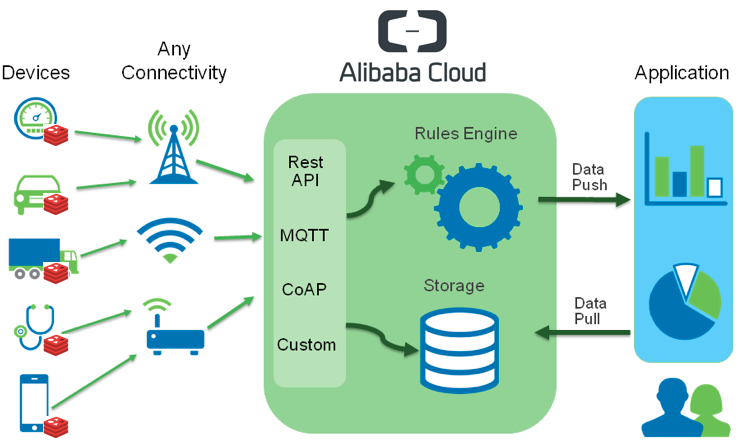 Devices
Any
Connectivity
Alibaba Cloud
Application
Rest
API
MQTT
CoAP
Custom
Rules Engine
Storage
Data
Push
Data
Pull